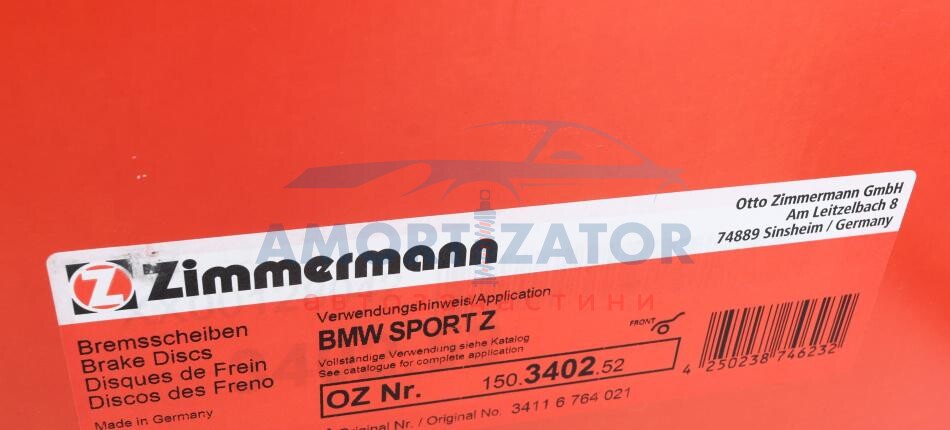 Otto Zimmermann GmbH
Am Leitzelbach 8
74889 Sinsheim / Germany
Z Zimmermann
AMORTIZATOR
автозапчастини
Bremsscheiben
Brake Discs
Disques de Frein
Discos des Freno
Made in Germany
Verwendungshinweis/Application
BMW SPORT Z
Vollständige Verwendung siehe Katalog
See catalogue for complete application
OZ Nr. 150.3402.52
Original Nr. / Original No. 3411 6 764 021
FRONT
4 250238 746232